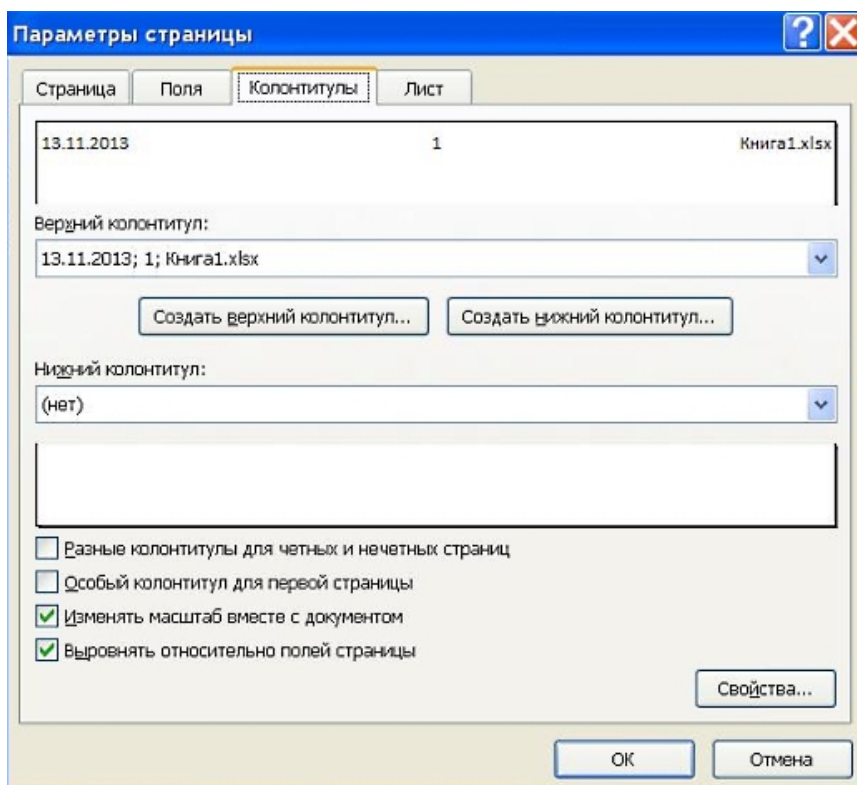 Параметры страницы
Страница Поля Колонтитулы Лист
13.11.2013 1 Книга1.xlsx
Верхний колонтитул:
13.11.2013; 1; Книга1.xlsx
Создать верхний колонтитул... Создать нижний колонтитул...
Нижний колонтитул:
(нет)
Разные колонтитулы для четных и нечетных страниц
Особый колонтитул для первой страницы
Изменять масштаб вместе с документом
Выровнять относительно полей страницы
Свойства...
ОК Отмена